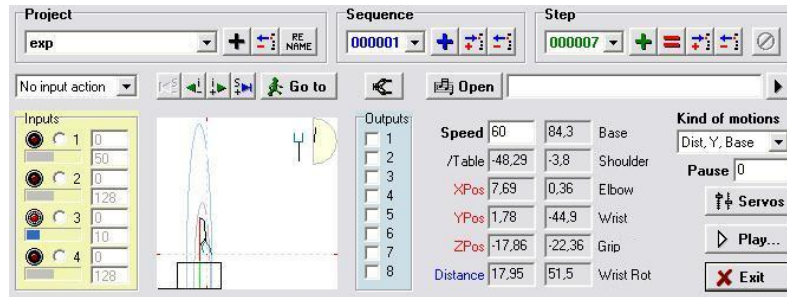 Project Sequence Step
exp RE NAME 000001 000007
No input action Go to Open
Inputs Outputs Kind of motions
1 0 1 Speed 60 84,3 Base Dist, Y, Base
50 2 /Table -48,29 -3,8 Shoulder Pause 0
2 0 3 XPos 7,69 0,36 Elbow
128 4 YPos 1,78 -44,9 Wrist Servos
3 0 5 ZPos -17,86 -22,36 Grip Play...
10 6 Distance 17,95 51,5 Wrist Rot Exit
4 0 7
128 8